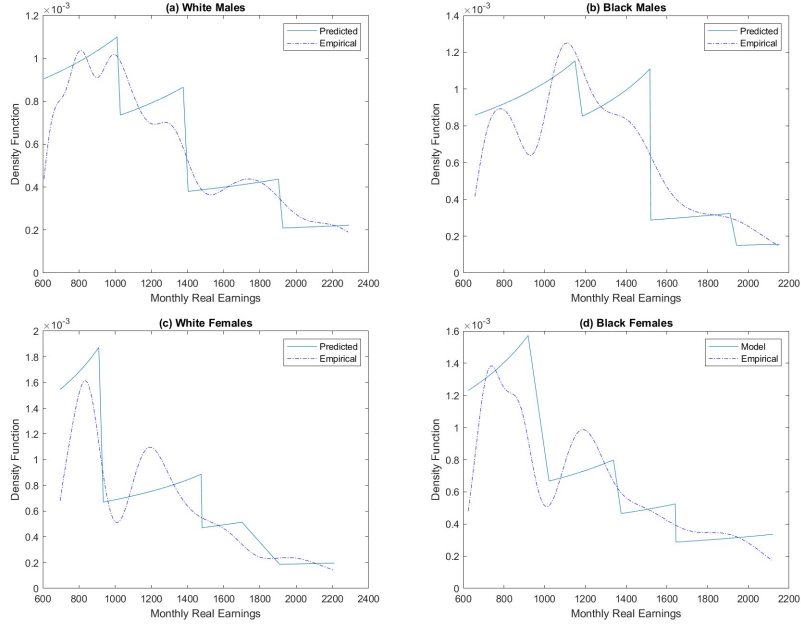 (a) White Males
×10⁻³
1.2
1
0.8
0.6
0.4
0.2
0
Density Function
600 800 1000 1200 1400 1600 1800 2000 2200 2400
Monthly Real Earnings
Predicted
Empirical
(b) Black Males
×10⁻³
1.4
1.2
1
0.8
0.6
0.4
0.2
0
Density Function
600 800 1000 1200 1400 1600 1800 2000 2200
Monthly Real Earnings
Predicted
Empirical
(c) White Females
×10⁻³
2
1.8
1.6
1.4
1.2
1
0.8
0.6
0.4
0.2
0
Density Function
600 800 1000 1200 1400 1600 1800 2000 2200 2400
Monthly Real Earnings
Predicted
Empirical
(d) Black Females
×10⁻³
1.6
1.4
1.2
1
0.8
0.6
0.4
0.2
0
Density Function
600 800 1000 1200 1400 1600 1800 2000 2200
Monthly Real Earnings
Model
Empirical